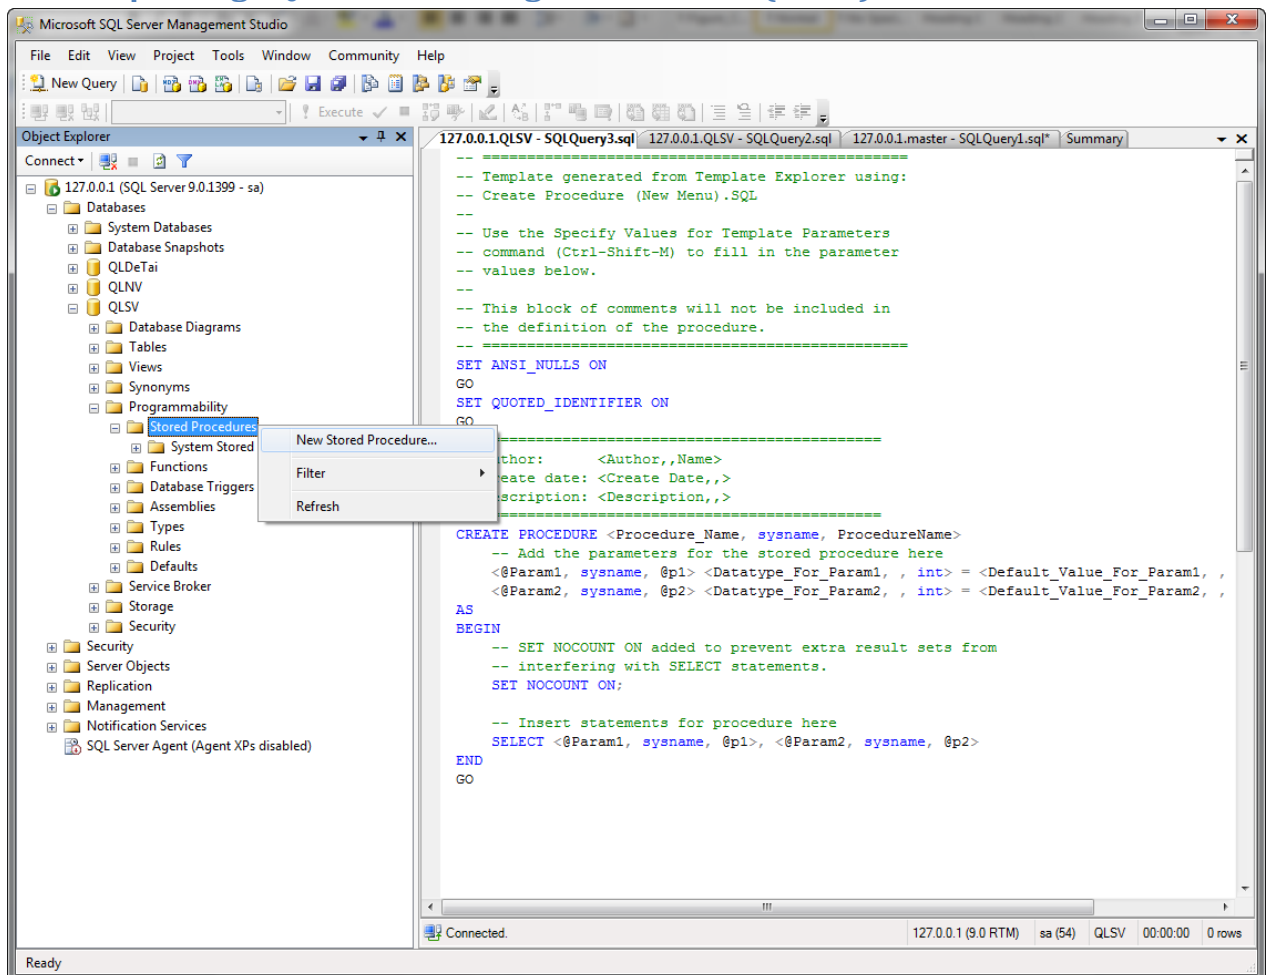 Microsoft SQL Server Management Studio
File Edit View Project Tools Window Community Help
New Query
Execute
Object Explorer
Connect
127.0.0.1 (SQL Server 9.0.1399 - sa)
Databases
System Databases
Database Snapshots
QLDeTai
QLNV
QLSV
Database Diagrams
Tables
Views
Synonyms
Programmability
Stored Procedures
System Stored
Functions
Database Triggers
Assemblies
Types
Rules
Defaults
Service Broker
Storage
Security
Security
Server Objects
Replication
Management
Notification Services
SQL Server Agent (Agent XPs disabled)
New Stored Procedure...
Filter
Refresh
127.0.0.1.QLSV - SQLQuery3.sql 127.0.0.1.QLSV - SQLQuery2.sql 127.0.0.1.master - SQLQuery1.sql* Summary
-- ================================================
-- Template generated from Template Explorer using:
-- Create Procedure (New Menu).SQL
--
-- Use the Specify Values for Template Parameters
-- command (Ctrl-Shift-M) to fill in the parameter
-- values below.
--
-- This block of comments will not be included in
-- the definition of the procedure.
-- ================================================
SET ANSI_NULLS ON
GO
SET QUOTED_IDENTIFIER ON
GO
===========================================
thor: <Author,,Name>
eate date: <Create Date,,>
scription: <Description,,>
===========================================
CREATE PROCEDURE <Procedure_Name, sysname, ProcedureName>
-- Add the parameters for the stored procedure here
<@Param1, sysname, @p1> <Datatype_For_Param1, , int> = <Default_Value_For_Param1, ,
<@Param2, sysname, @p2> <Datatype_For_Param2, , int> = <Default_Value_For_Param2, ,
AS
BEGIN
-- SET NOCOUNT ON added to prevent extra result sets from
-- interfering with SELECT statements.
SET NOCOUNT ON;
-- Insert statements for procedure here
SELECT <@Param1, sysname, @p1>, <@Param2, sysname, @p2>
END
GO
Connected. 127.0.0.1 (9.0 RTM) sa (54) QLSV 00:00:00 0 rows
Ready